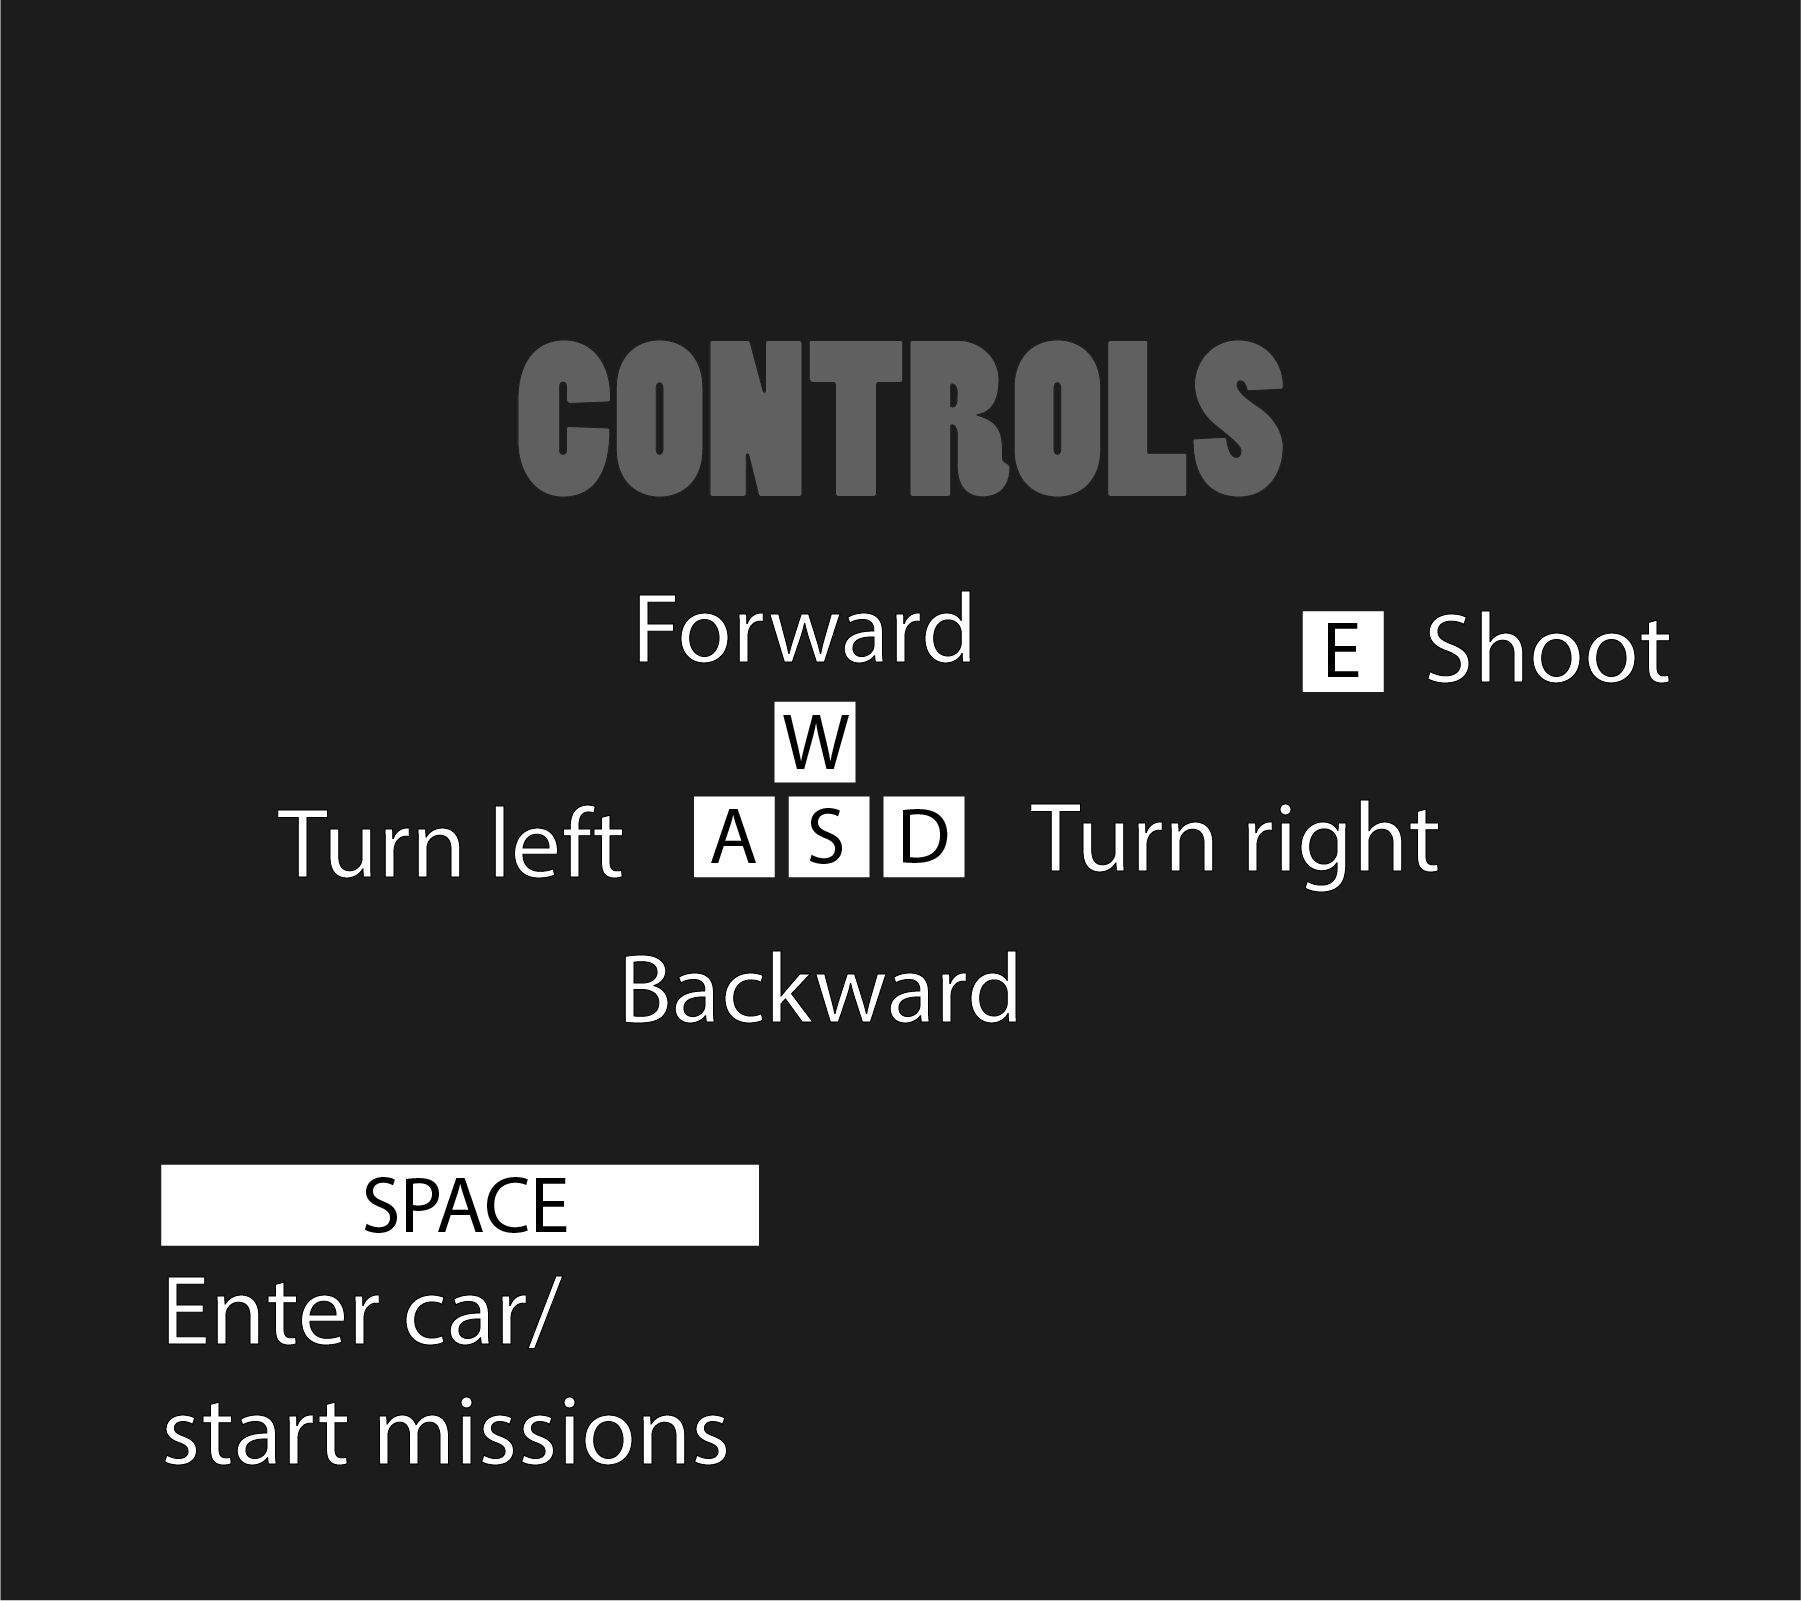 CONTROLS
Forward
E Shoot
W
Turn left A S D Turn right
Backward
SPACE
Enter car/
start missions